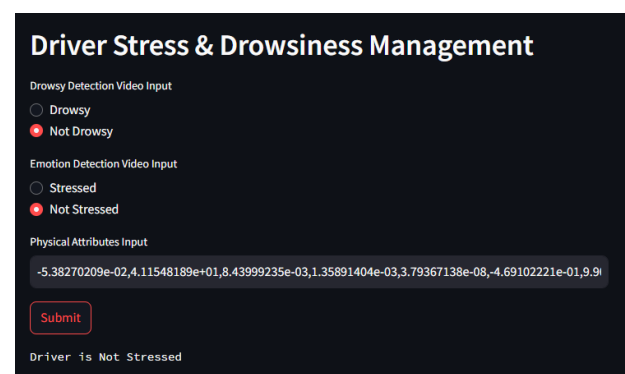 Driver Stress & Drowsiness Management
Drowsy Detection Video Input
Drowsy
Not Drowsy
Emotion Detection Video Input
Stressed
Not Stressed
Physical Attributes Input
-5.38270209e-02,4.11548189e+01,8.43999235e-03,1.35891404e-03,3.79367138e-08,-4.69102221e-01,9.9
Submit
Driver is Not Stressed